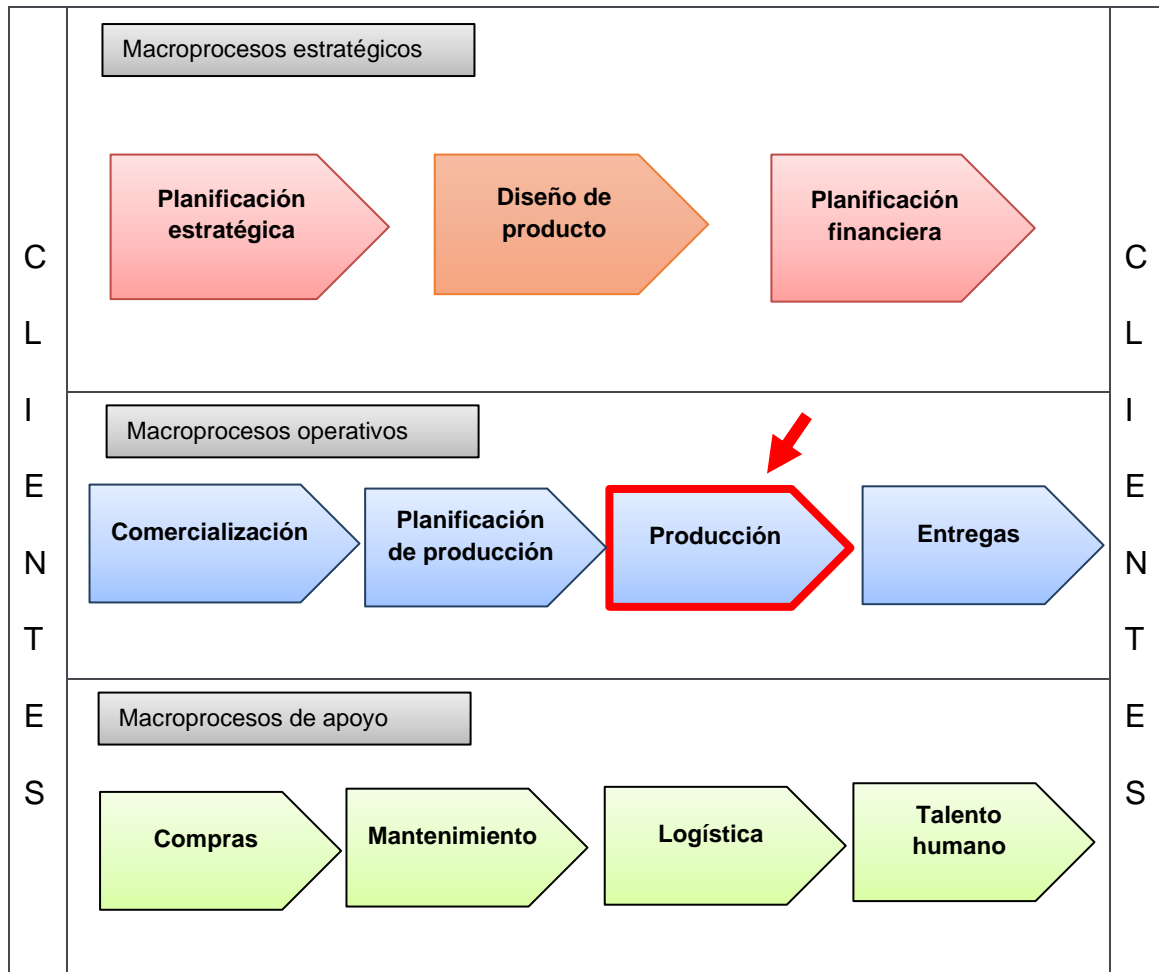 Macroprocesos estratégicos
Planificación
estratégica
Diseño de
producto
Planificación
financiera
C
L
I
E
N
T
E
S
Macroprocesos operativos
Comercialización
Planificación
de producción
Producción
Entregas
Macroprocesos de apoyo
Compras
Mantenimiento
Logística
Talento
humano
C
L
I
E
N
T
E
S